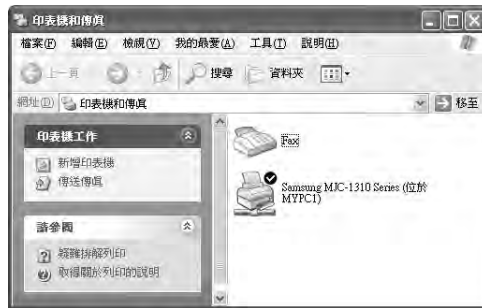 印表機和傳真
檔案(F) 編輯(E) 檢視(V) 我的最愛(A) 工具(T) 說明(H)
上一頁 搜尋 資料夾
網址(D) 印表機和傳真 移至
印表機工作
新增印表機
傳送傳真
請參閱
疑難排解列印
取得關於列印的說明
Fax
Samsung MJC-1310 Series (位於
MYPC1)